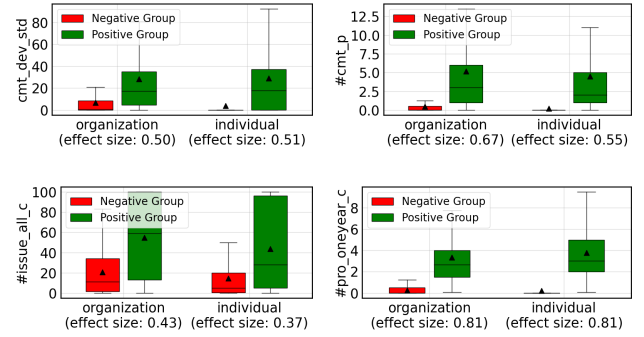 cmt_dev_std
80
60
40
20
0
Negative Group
Positive Group
organization
(effect size: 0.50)
individual
(effect size: 0.51)
#cmt_p
12.5
10.0
7.5
5.0
2.5
0.0
Negative Group
Positive Group
organization
(effect size: 0.67)
individual
(effect size: 0.55)
#issue_all_c
100
80
60
40
20
0
Negative Group
Positive Group
organization
(effect size: 0.43)
individual
(effect size: 0.37)
#pro_oneyear_c
8
6
4
2
0
Negative Group
Positive Group
organization
(effect size: 0.81)
individual
(effect size: 0.81)